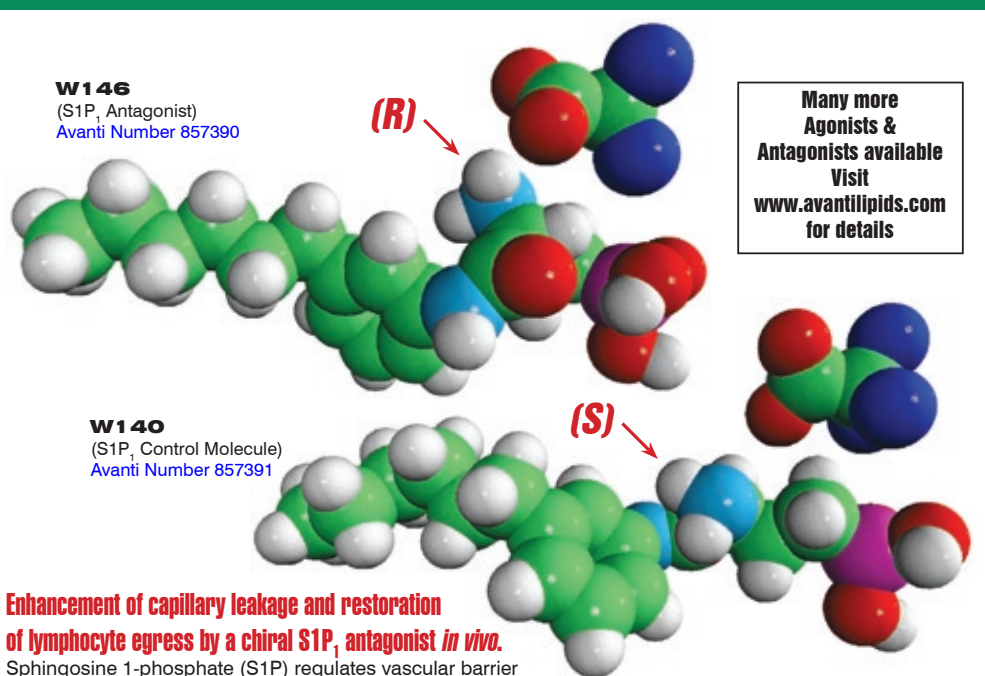 W146
(S1P₁ Antagonist)
Avanti Number 857390
(R)
Many more
Agonists &
Antagonists available
Visit
www.avantilipids.com
for details
W140
(S1P₁ Control Molecule)
Avanti Number 857391
(S)
Enhancement of capillary leakage and restoration
of lymphocyte egress by a chiral S1P₁ antagonist in vivo.
Sphingosine 1-phosphate (S1P) regulates vascular barrier